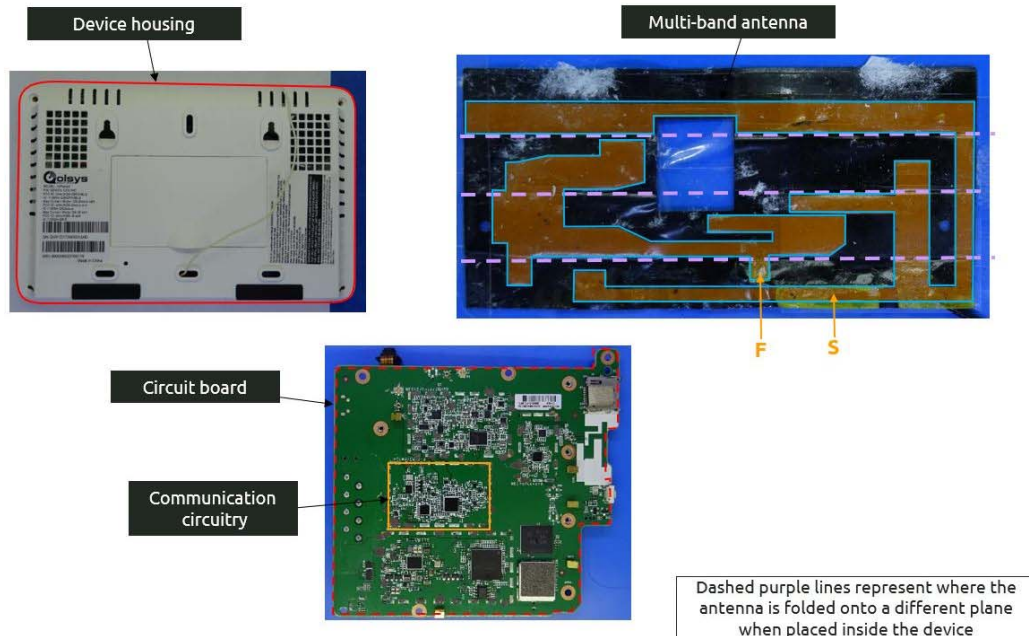 Device housing
Multi-band antenna
Qolsys
F
S
Circuit board
Communication
circuitry
Dashed purple lines represent where the
antenna is folded onto a different plane
when placed inside the device